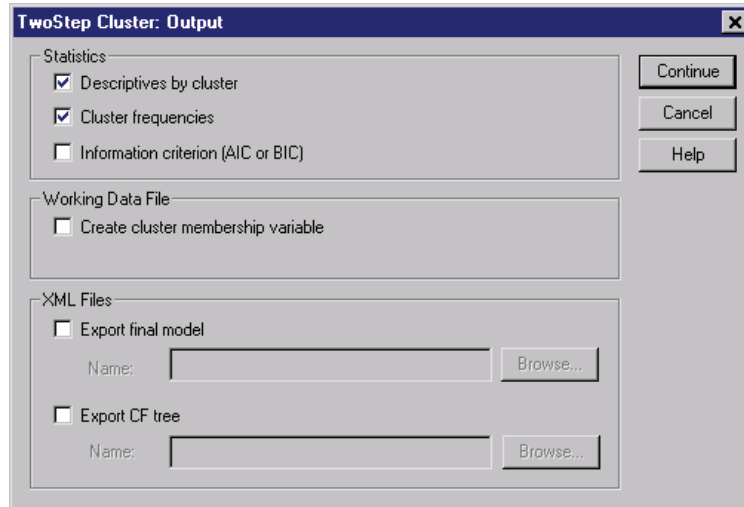 TwoStep Cluster: Output
Statistics
Descriptives by cluster
Cluster frequencies
Information criterion (AIC or BIC)
Continue
Cancel
Help
Working Data File
Create cluster membership variable
XML Files
Export final model
Name:
Browse...
Export CF tree
Name:
Browse...